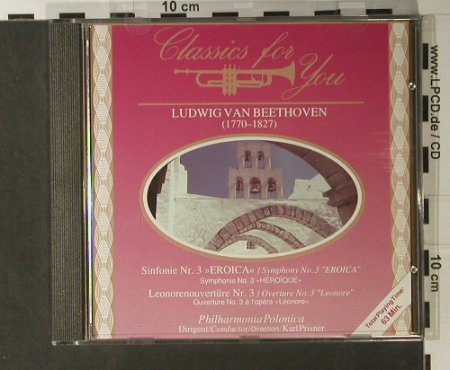 10 cm
Classics for
You
LUDWIG VAN BEETHOVEN
(1770–1827)
Sinfonie Nr. 3 »EROICA« / Symphony No. 3 "EROICA"
Symphonie No. 3 »HÉROIQUE«
Leonorenouvertüre Nr. 3 / Overture No. 3 "Leonore"
Ouverture No. 3 à l'opéra »Léonore«
Philharmonia Polonica
Dirigent/Conductor/Direction, Karl Prisner
Total Playing Time:
63 Min.
www.LPCD.de / CD
10 cm